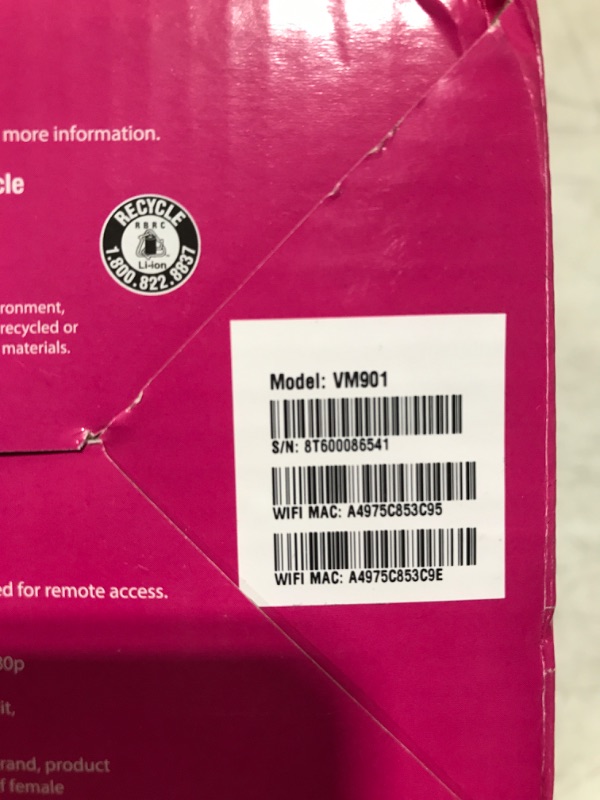 more information.
cle
RECYCLE
RBRC
Li-ion
1.800.822.8837
ronment,
recycled or
materials.
Model: VM901
S/N: 8T600086541
WIFI MAC: A4975C853C95
WIFI MAC: A4975C853C9E
ed for remote access.
80p
it,
rand, product
f female